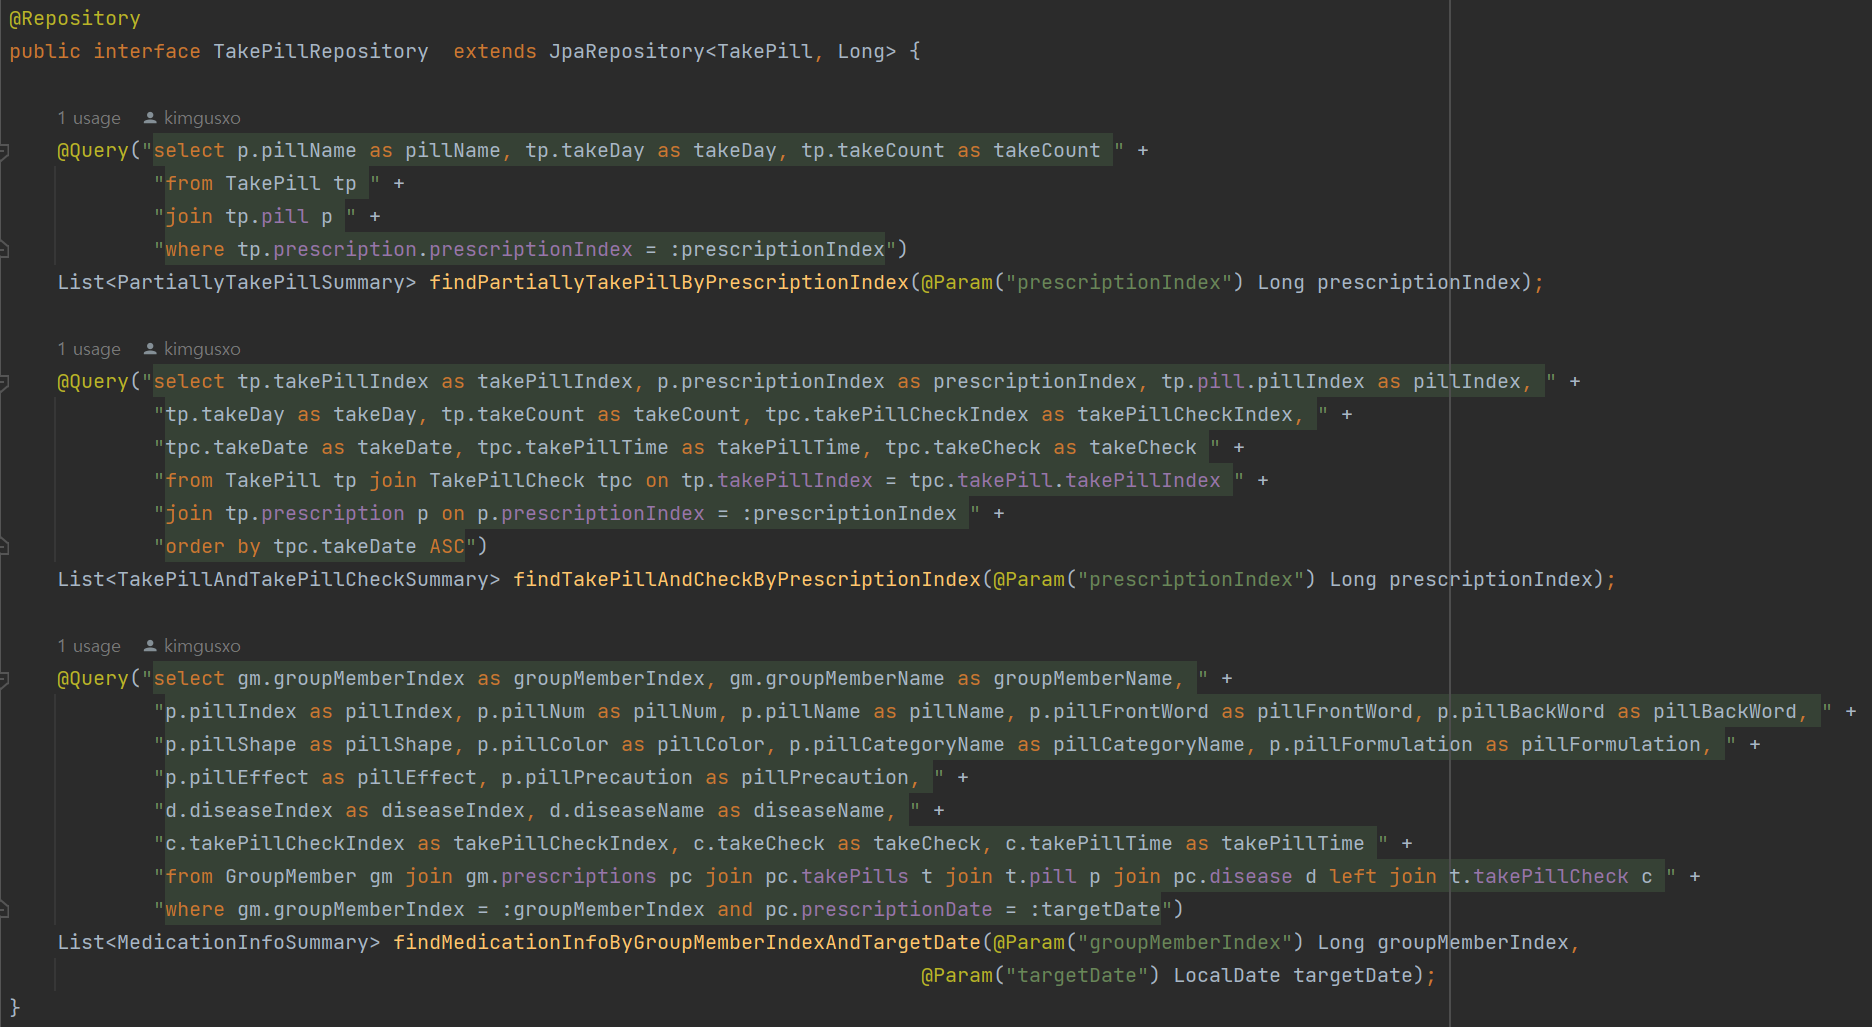 @Repository
public interface TakePillRepository  extends JpaRepository<TakePill, Long> {
1 usage kimgusxo
@Query("select p.pillName as pillName, tp.takeDay as takeDay, tp.takeCount as takeCount " +
"from TakePill tp " +
"join tp.pill p " +
"where tp.prescription.prescriptionIndex = :prescriptionIndex")
List<PartiallyTakePillSummary> findPartiallyTakePillByPrescriptionIndex(@Param("prescriptionIndex") Long prescriptionIndex);
1 usage kimgusxo
@Query("select tp.takePillIndex as takePillIndex, p.prescriptionIndex as prescriptionIndex, tp.pill.pillIndex as pillIndex, " +
"tp.takeDay as takeDay, tp.takeCount as takeCount, tpc.takePillCheckIndex as takePillCheckIndex, " +
"tpc.takeDate as takeDate, tpc.takePillTime as takePillTime, tpc.takeCheck as takeCheck " +
"from TakePill tp join TakePillCheck tpc on tp.takePillIndex = tpc.takePill.takePillIndex " +
"join tp.prescription p on p.prescriptionIndex = :prescriptionIndex " +
"order by tpc.takeDate ASC")
List<TakePillAndTakePillCheckSummary> findTakePillAndCheckByPrescriptionIndex(@Param("prescriptionIndex") Long prescriptionIndex);
1 usage kimgusxo
@Query("select gm.groupMemberIndex as groupMemberIndex, gm.groupMemberName as groupMemberName, " +
"p.pillIndex as pillIndex, p.pillNum as pillNum, p.pillName as pillName, p.pillFrontWord as pillFrontWord, p.pillBackWord as pillBackWord, " +
"p.pillShape as pillShape, p.pillColor as pillColor, p.pillCategoryName as pillCategoryName, p.pillFormulation as pillFormulation, " +
"p.pillEffect as pillEffect, p.pillPrecaution as pillPrecaution, " +
"d.diseaseIndex as diseaseIndex, d.diseaseName as diseaseName, " +
"c.takePillCheckIndex as takePillCheckIndex, c.takeCheck as takeCheck, c.takePillTime as takePillTime " +
"from GroupMember gm join gm.prescriptions pc join pc.takePills t join t.pill p join pc.disease d left join t.takePillCheck c " +
"where gm.groupMemberIndex = :groupMemberIndex and pc.prescriptionDate = :targetDate")
List<MedicationInfoSummary> findMedicationInfoByGroupMemberIndexAndTargetDate(@Param("groupMemberIndex") Long groupMemberIndex,
@Param("targetDate") LocalDate targetDate);
}